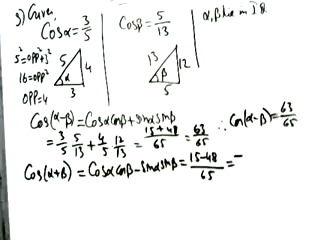 3) Given
Cosα = 3/5
Cosβ = 5/13
α, β lie in I Q.
5² = opp² + 3²
16 = opp²
opp = 4
5 4
α
3
13 12
β
5
Cos(α-β) = Cosα cosβ + sinα sinβ
= 3/5 5/13 + 4/5 12/13 = 15+48/65 = 63/65 ∴ Cos(α-β) = 63/65
Cos(α+β) = Cosα cosβ - sinα sinβ = 15-48/65 = -